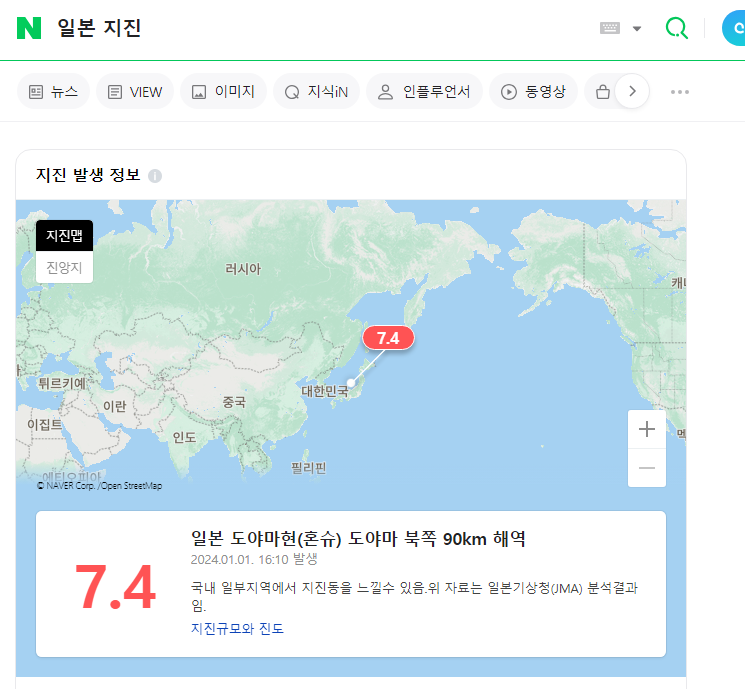 N 일본 지진
뉴스 VIEW 이미지 지식iN 인플루언서 동영상
지진 발생 정보
지진맵
진앙지
러시아
7.4
튀르키예
이란
중국
대한민국
이집트
인도
필리핀
에티오피아
© NAVER Corp. /OpenStreetMap
일본 도야마현(혼슈) 도야마 북쪽 90km 해역
2024.01.01. 16:10 발생
7.4
국내 일부지역에서 지진동을 느낄수 있음.위 자료는 일본기상청(JMA) 분석결과
임.
지진규모와 진도